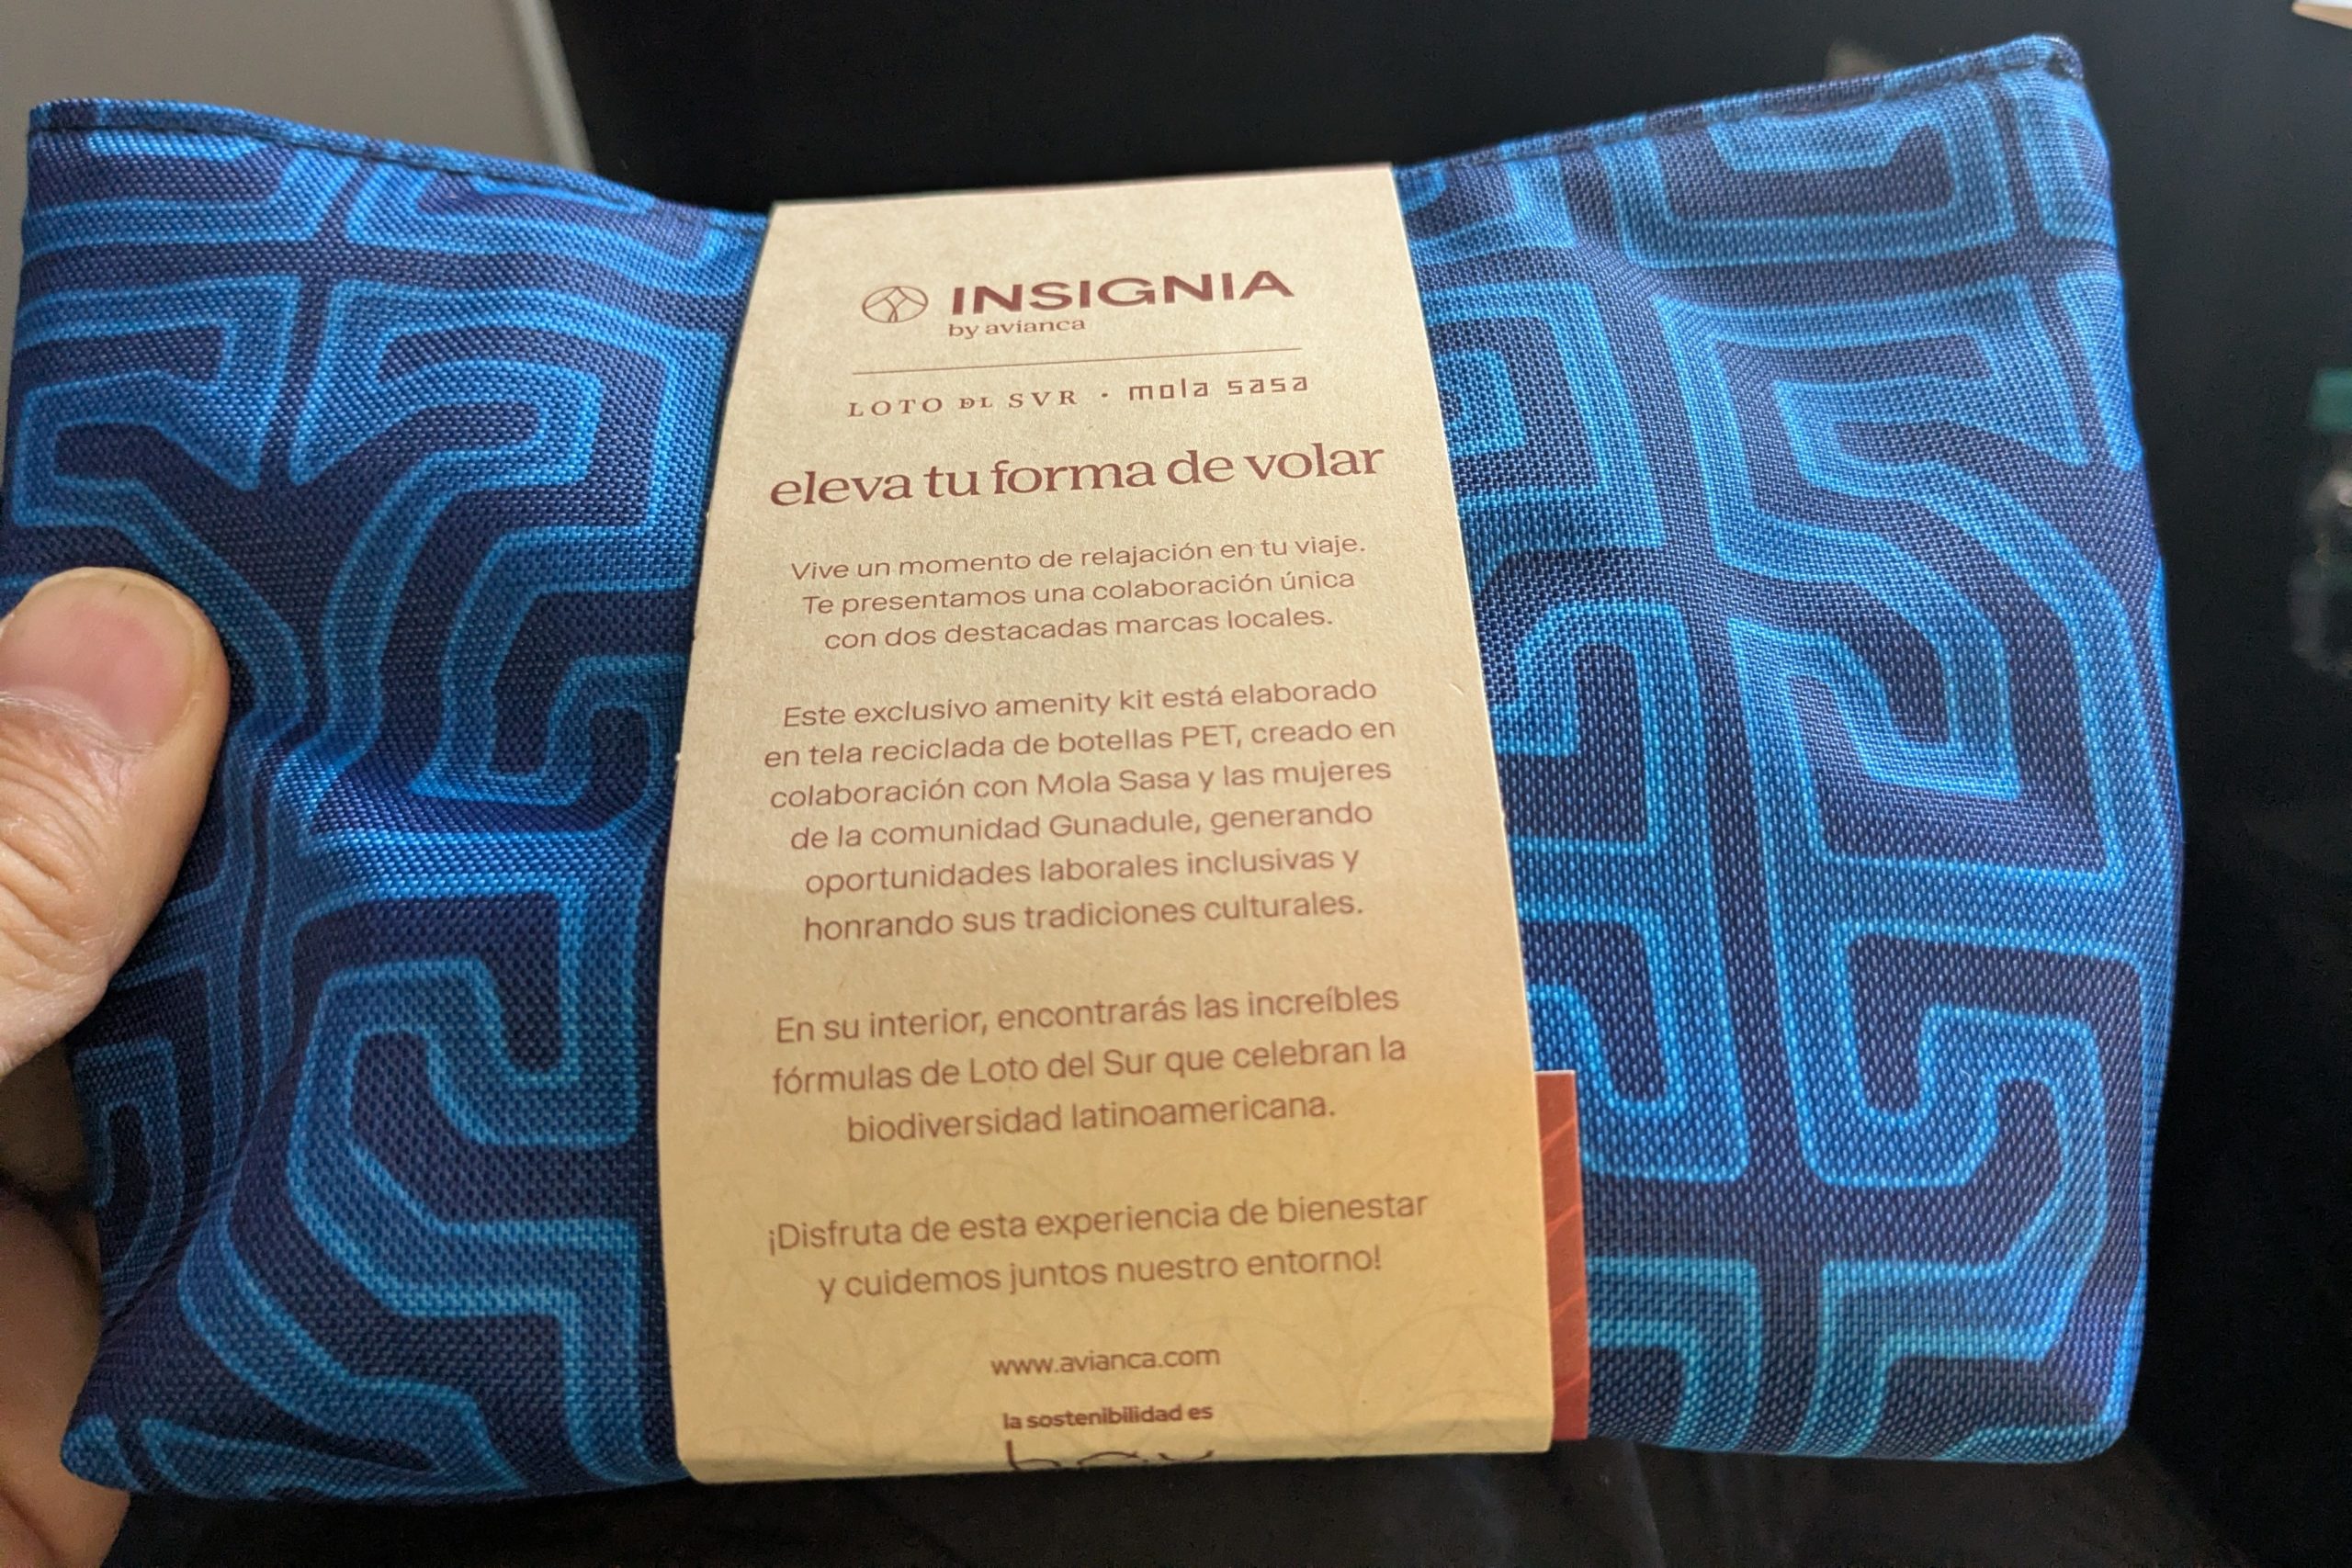 INSIGNIA
by avianca
LOTO DL SVR · mola sasa
eleva tu forma de volar
Vive un momento de relajación en tu viaje.
Te presentamos una colaboración única
con dos destacadas marcas locales.
Este exclusivo amenity kit está elaborado
en tela reciclada de botellas PET, creado en
colaboración con Mola Sasa y las mujeres
de la comunidad Gunadule, generando
oportunidades laborales inclusivas y
honrando sus tradiciones culturales.
En su interior, encontrarás las increíbles
fórmulas de Loto del Sur que celebran la
biodiversidad latinoamericana.
¡Disfruta de esta experiencia de bienestar
y cuidemos juntos nuestro entorno!
www.avianca.com
la sostenibilidad es